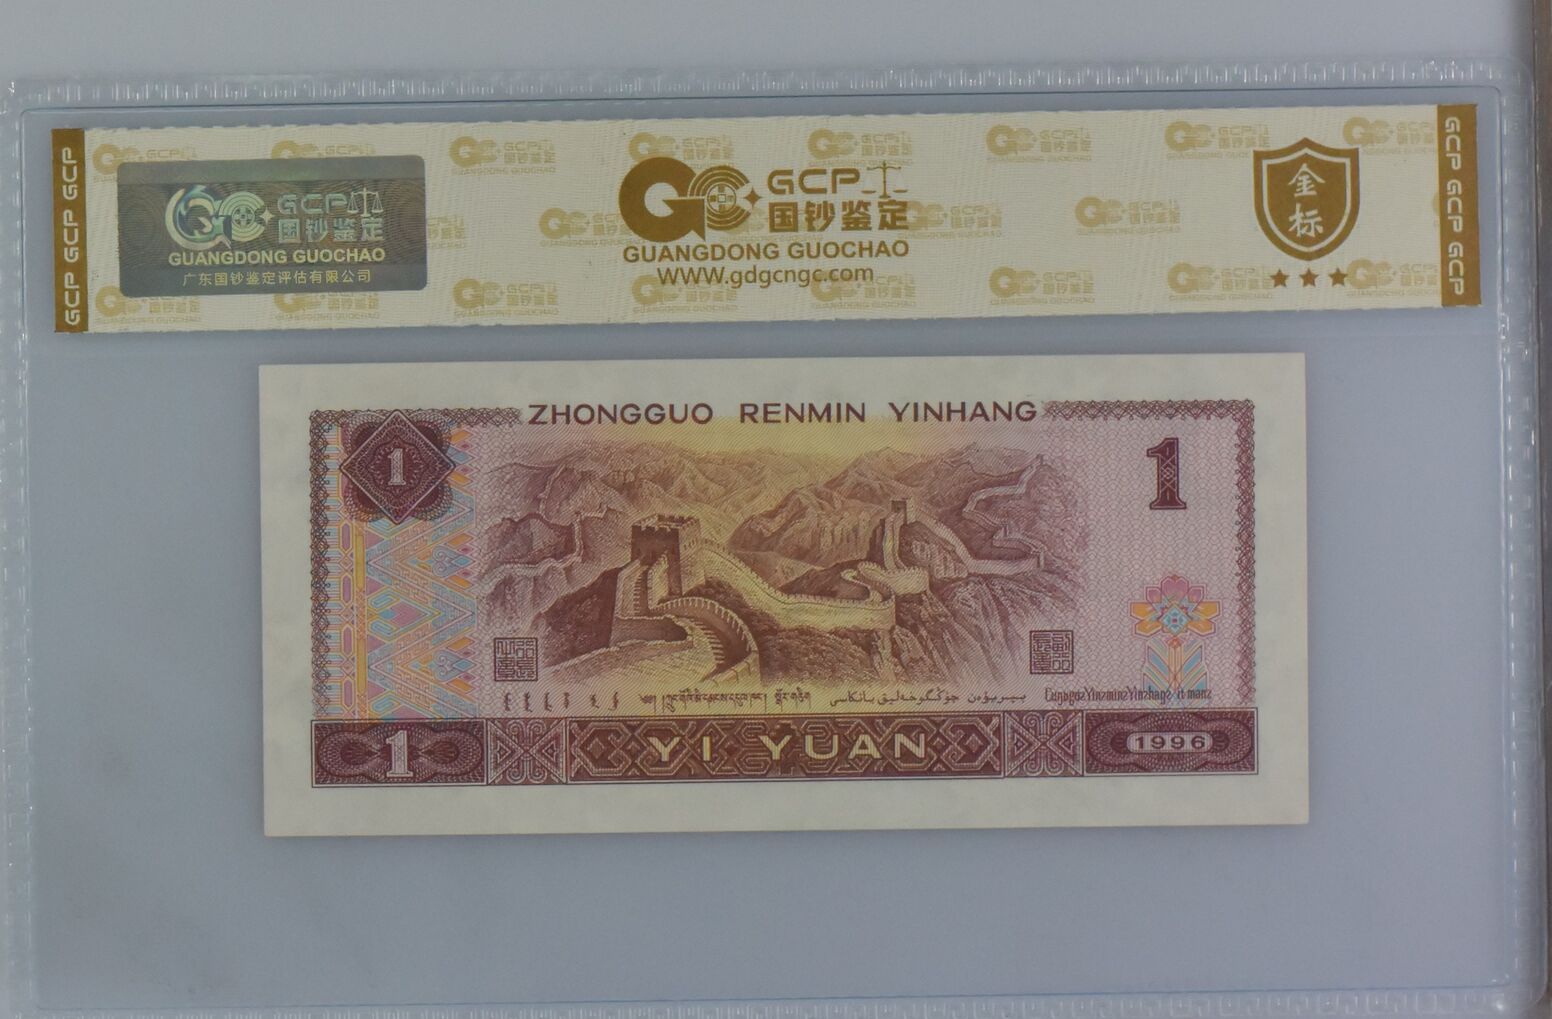 GCP GCP GCP
GCP
国钞鉴定
GUANGDONG GUOCHAO
广东国钞鉴定评估有限公司
GCP
国钞鉴定
GUANGDONG GUOCHAO
WWW.gdgcngc.com
金
标
GCP GCP GCP
ZHONGGUO RENMIN YINHANG
1
1
1
YI YUAN
1996